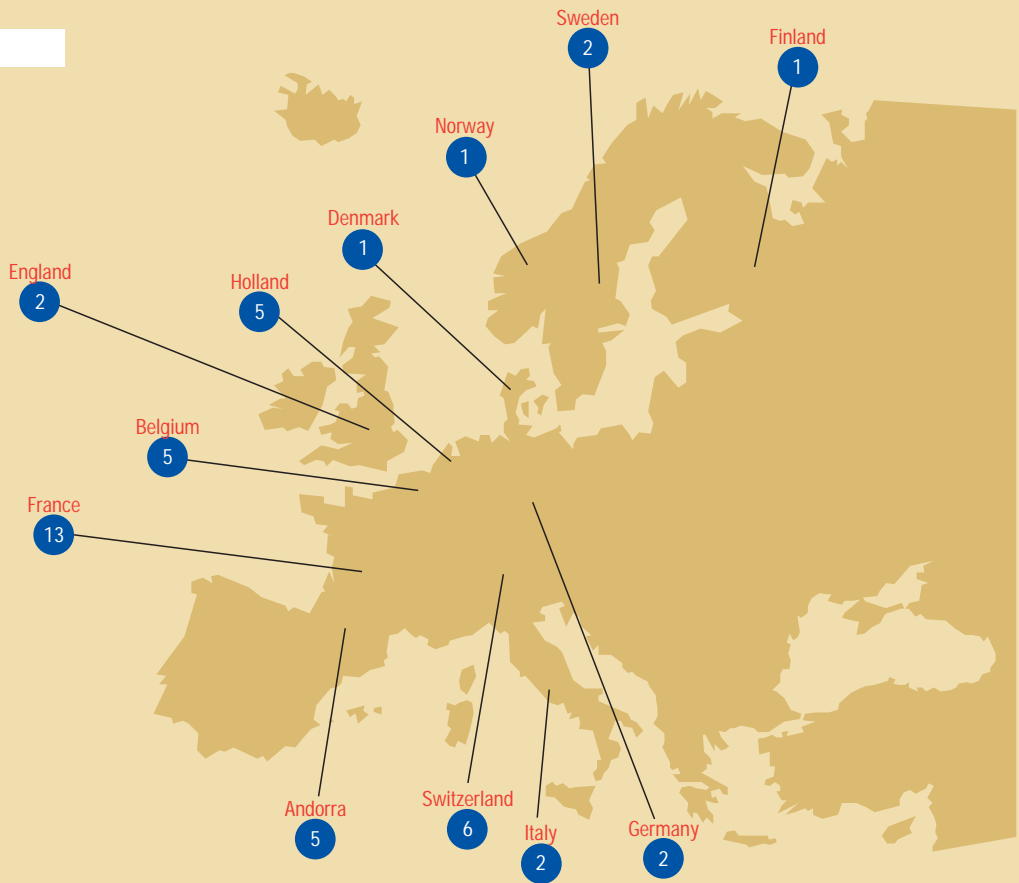 Sweden
2
Finland
1
Norway
1
Denmark
1
England
2
Holland
5
Belgium
5
France
13
Andorra
5
Switzerland
6
Italy
2
Germany
2